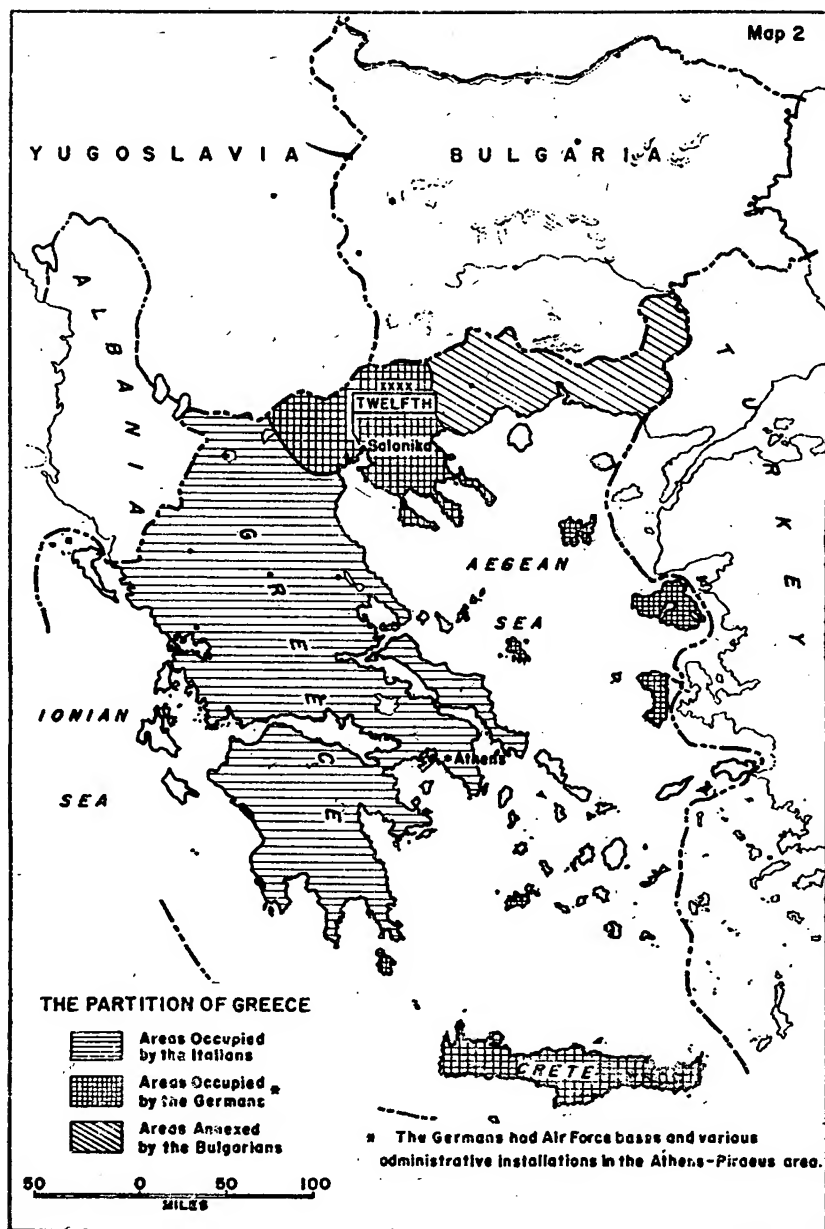 Map 2
YUGOSLAVIA
BULGARIA
ALBANIA
XXXX
TWELFTH
Salonika
TURKEY
GREECE
AEGEAN
SEA
IONIAN
SEA
Athens
THE PARTITION OF GREECE
Areas Occupied
by the Italians
Areas Occupied
by the Germans *
Areas Annexed
by the Bulgarians
CRETE
* The Germans had Air Force bases and various
administrative installations in the Athens-Piraeus area.
50 0 50 100
MILES